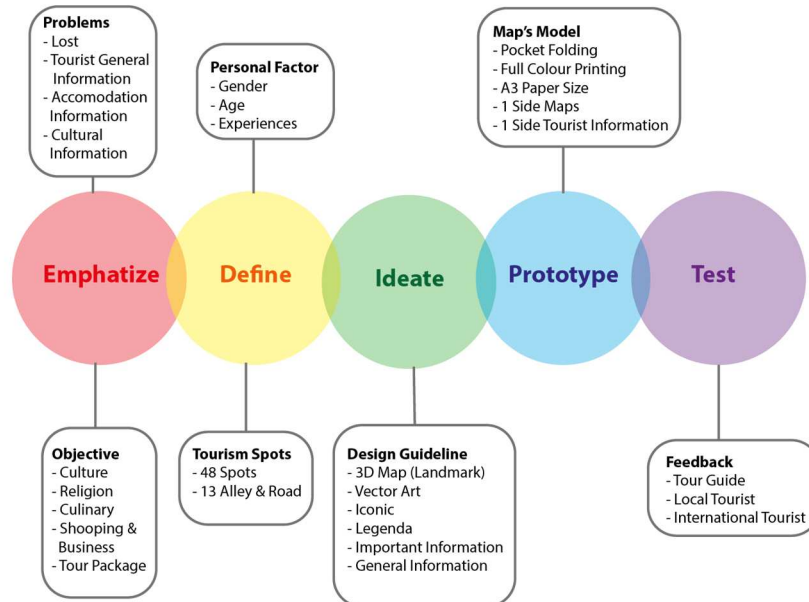 Problems
- Lost
- Tourist General
Information
- Accomodation
Information
- Cultural
Information
Personal Factor
- Gender
- Age
- Experiences
Map's Model
- Pocket Folding
- Full Colour Printing
- A3 Paper Size
- 1 Side Maps
- 1 Side Tourist Information
Emphatize
Define
Ideate
Prototype
Test
Objective
- Culture
- Religion
- Culinary
- Shooping &
Business
- Tour Package
Tourism Spots
- 48 Spots
- 13 Alley & Road
Design Guideline
- 3D Map (Landmark)
- Vector Art
- Iconic
- Legenda
- Important Information
- General Information
Feedback
- Tour Guide
- Local Tourist
- International Tourist